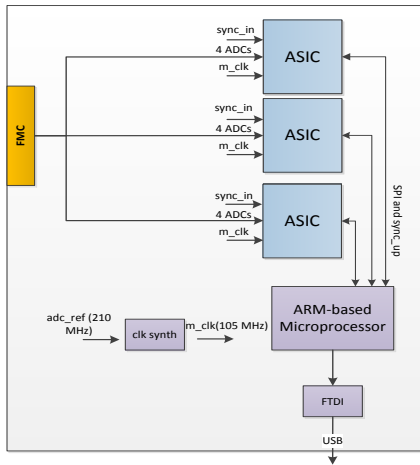 sync_in
4 ADCs
m_clk
ASIC
sync_in
4 ADCs
m_clk
ASIC
FMC
sync_in
4 ADCs
m_clk
ASIC
SPI and sync_up
adc_ref (210
MHz)
clk synth
m_clk(105 MHz)
ARM-based
Microprocessor
FTDI
USB